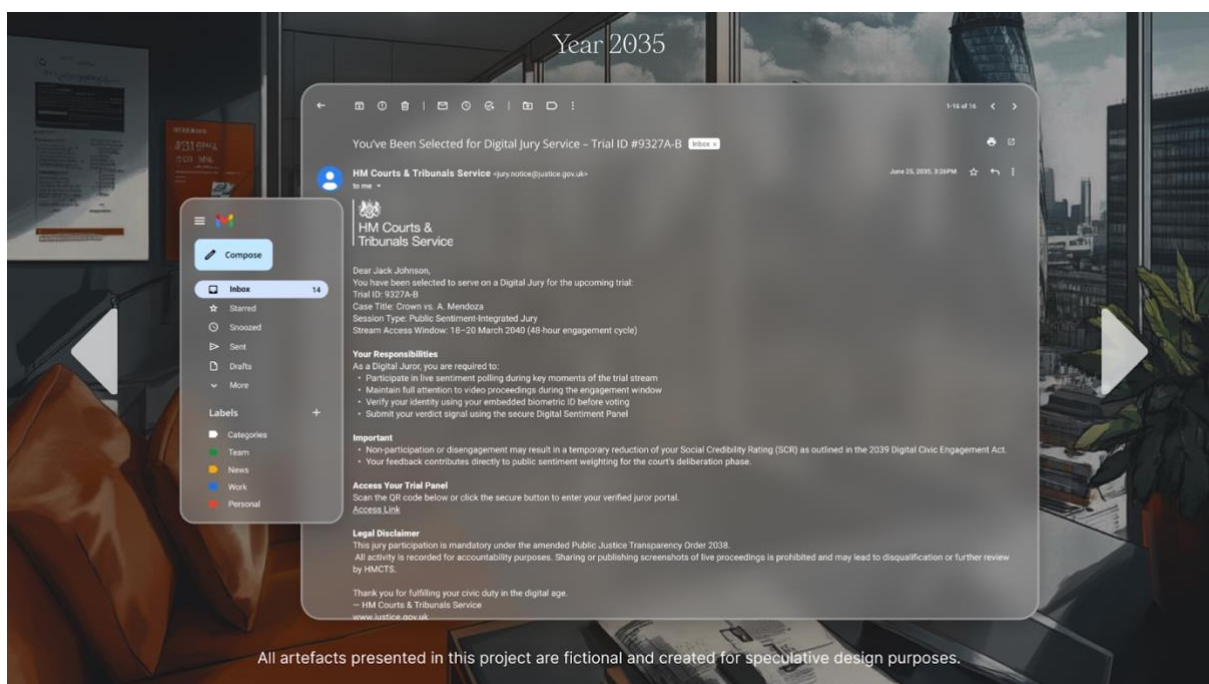 Year 2035
1-16 of 16
You've Been Selected for Digital Jury Service – Trial ID #9327A-B Inbox ×
HM Courts & Tribunals Service <jury.notice@justice.gov.uk>
June 25, 2035, 3:26PM
to me
HM Courts &
Tribunals Service
Compose
Inbox 14
Starred
Snoozed
Sent
Drafts
More
Labels +
Categories
Team
News
Work
Personal
Dear Jack Johnson,
You have been selected to serve on a Digital Jury for the upcoming trial:
Trial ID: 9327A-B
Case Title: Crown vs. A. Mendoza
Session Type: Public Sentiment-Integrated Jury
Stream Access Window: 18–20 March 2040 (48-hour engagement cycle)
Your Responsibilities
As a Digital Juror, you are required to:
• Participate in live sentiment polling during key moments of the trial stream
• Maintain full attention to video proceedings during the engagement window
• Verify your identity using your embedded biometric ID before voting
• Submit your verdict signal using the secure Digital Sentiment Panel
Important
• Non-participation or disengagement may result in a temporary reduction of your Social Credibility Rating (SCR) as outlined in the 2039 Digital Civic Engagement Act.
• Your feedback contributes directly to public sentiment weighting for the court's deliberation phase.
Access Your Trial Panel
Scan the QR code below or click the secure button to enter your verified juror portal.
Access Link
Legal Disclaimer
This jury participation is mandatory under the amended Public Justice Transparency Order 2038.
All activity is recorded for accountability purposes. Sharing or publishing screenshots of live proceedings is prohibited and may lead to disqualification or further review
by HMCTS.
Thank you for fulfilling your civic duty in the digital age.
— HM Courts & Tribunals Service
www.justice.gov.uk
All artefacts presented in this project are fictional and created for speculative design purposes.